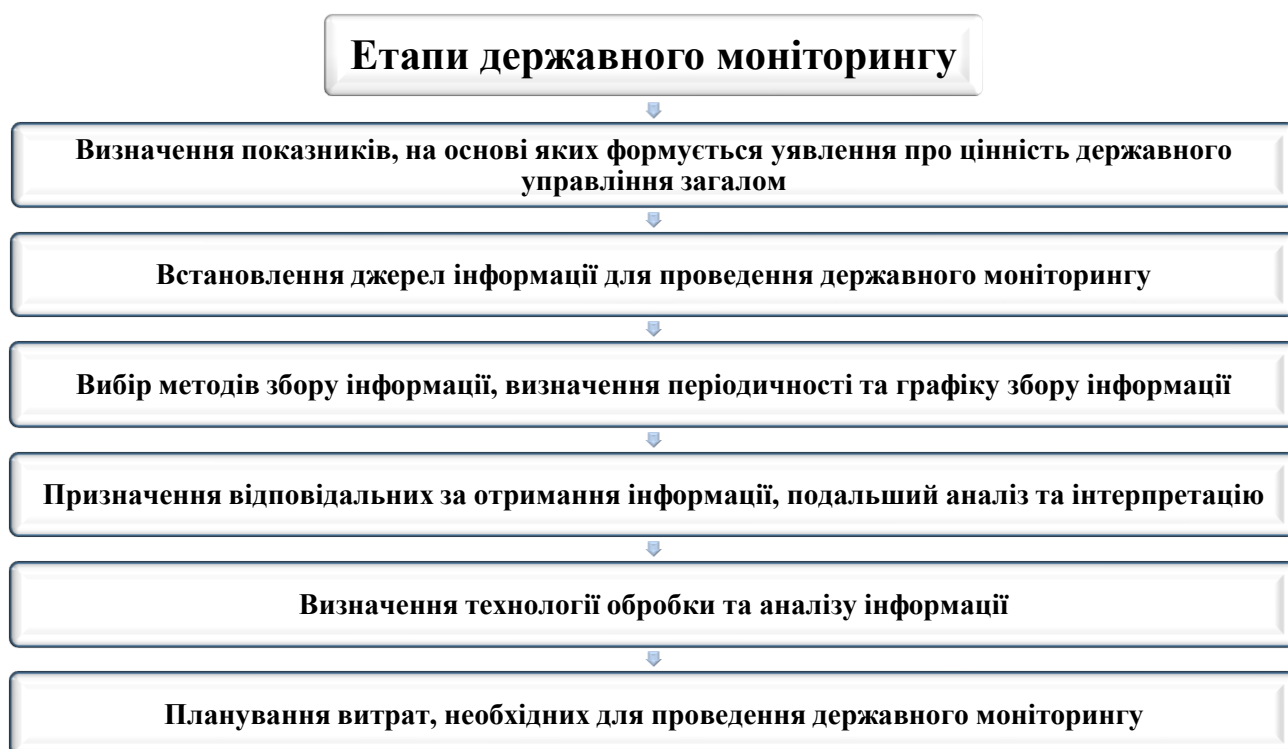 Етапи державного моніторингу
Визначення показників, на основі яких формується уявлення про цінність державного
управління загалом
Встановлення джерел інформації для проведення державного моніторингу
Вибір методів збору інформації, визначення періодичності та графіку збору інформації
Призначення відповідальних за отримання інформації, подальший аналіз та інтерпретацію
Визначення технології обробки та аналізу інформації
Планування витрат, необхідних для проведення державного моніторингу